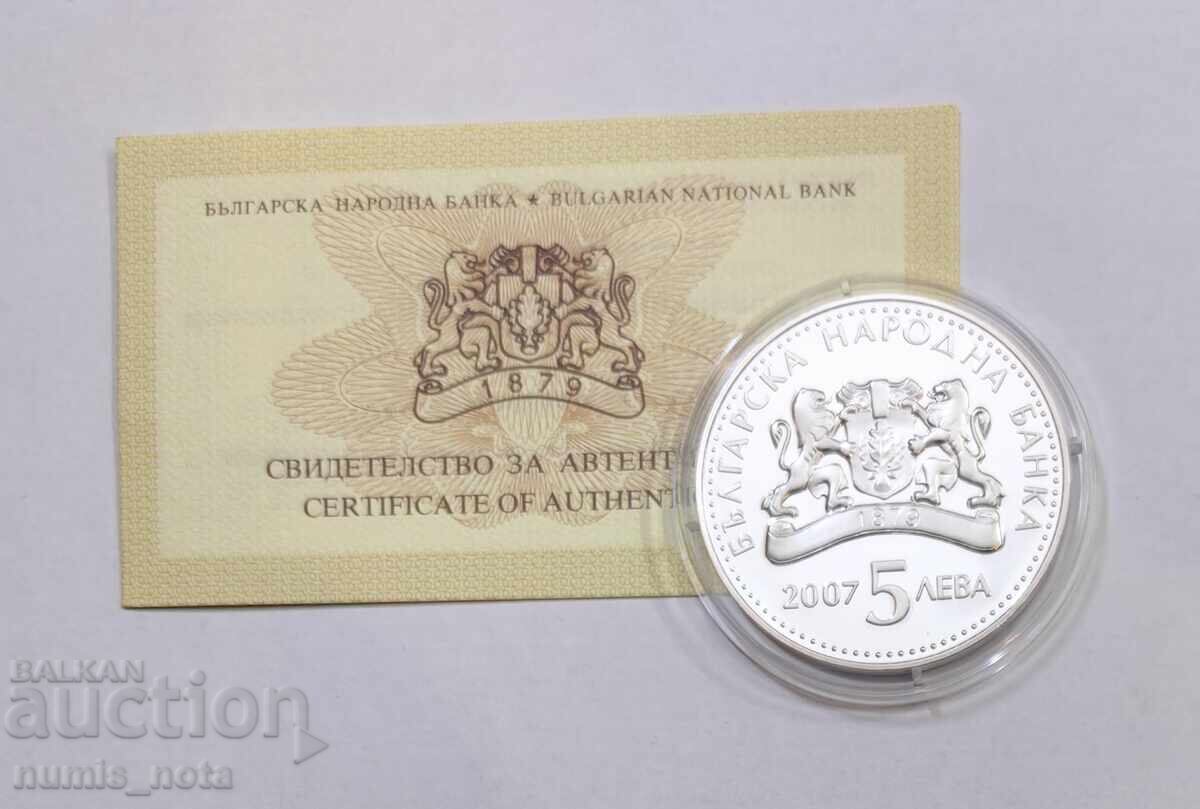 БЪЛГАРСКА НАРОДНА БАНКА ★ BULGARIAN NATIONAL BANK
1879
СВИДЕТЕЛСТВО ЗА АВТЕНТ
CERTIFICATE OF AUTHENTI
БЪЛГАРСКА НАРОДНА БАНКА
1879
2007 5 ЛЕВА
BALKAN
auction
numis_nota